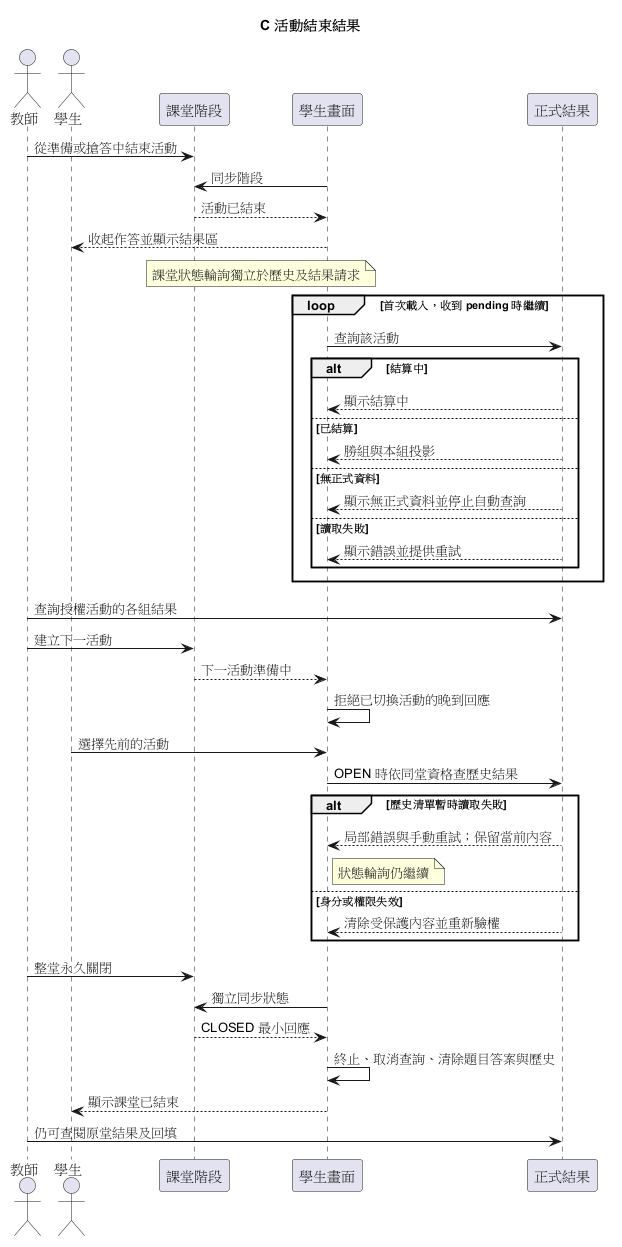 C 活動結束結果
教師
學生
課堂階段
學生畫面
正式結果
從準備或搶答中結束活動
同步階段
活動已結束
收起作答並顯示結果區
課堂狀態輪詢獨立於歷史及結果請求
loop
[首次載入，收到 pending 時繼續]
查詢該活動
alt
[結算中]
顯示結算中
[已結算]
勝組與本組投影
[無正式資料]
顯示無正式資料並停止自動查詢
[讀取失敗]
顯示錯誤並提供重試
查詢授權活動的各組結果
建立下一活動
下一活動準備中
拒絕已切換活動的晚到回應
選擇先前的活動
OPEN 時依同堂資格查歷史結果
alt
[歷史清單暫時讀取失敗]
局部錯誤與手動重試；保留當前內容
狀態輪詢仍繼續
[身分或權限失效]
清除受保護內容並重新驗權
整堂永久關閉
獨立同步狀態
CLOSED 最小回應
終止、取消查詢、清除題目答案與歷史
顯示課堂已結束
仍可查閱原堂結果及回填
教師
學生
課堂階段
學生畫面
正式結果